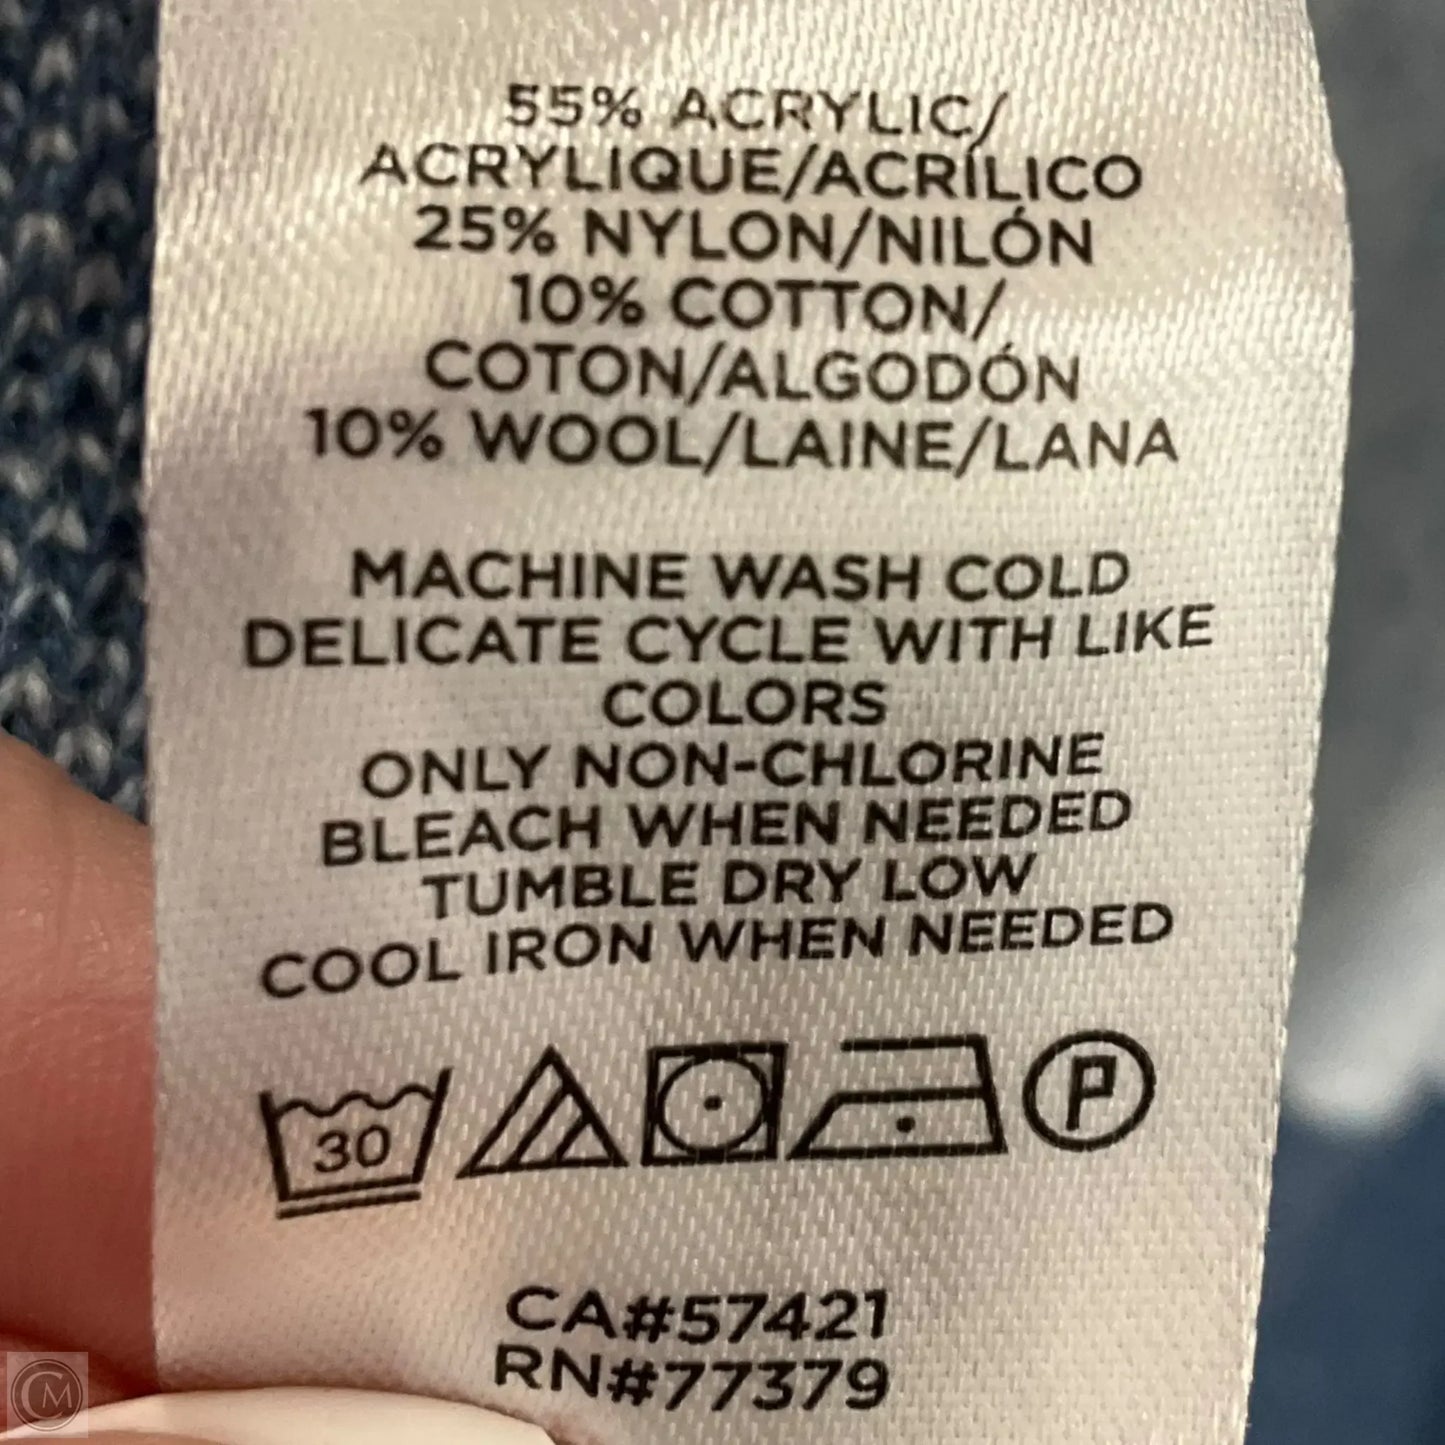 55% ACRYLIC/
ACRYLIQUE/ACRÍLICO
25% NYLON/NILÓN
10% COTTON/
COTON/ALGODÓN
10% WOOL/LAINE/LANA
MACHINE WASH COLD
DELICATE CYCLE WITH LIKE
COLORS
ONLY NON-CHLORINE
BLEACH WHEN NEEDED
TUMBLE DRY LOW
COOL IRON WHEN NEEDED
30 P
CA#57421
RN#77379
CM